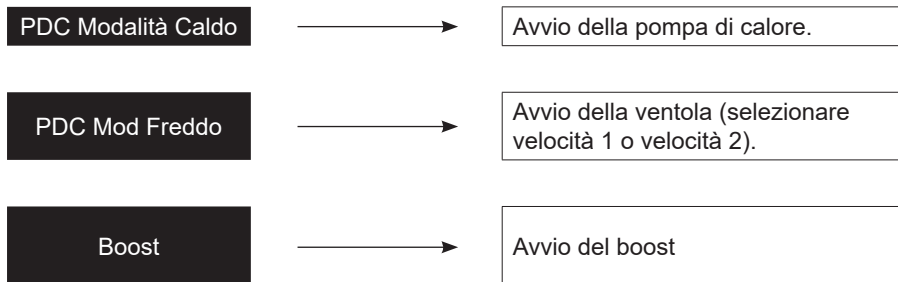 PDC Modalità Caldo
Avvio della pompa di calore.
PDC Mod Freddo
Avvio della ventola (selezionare
velocità 1 o velocità 2).
Boost
Avvio del boost